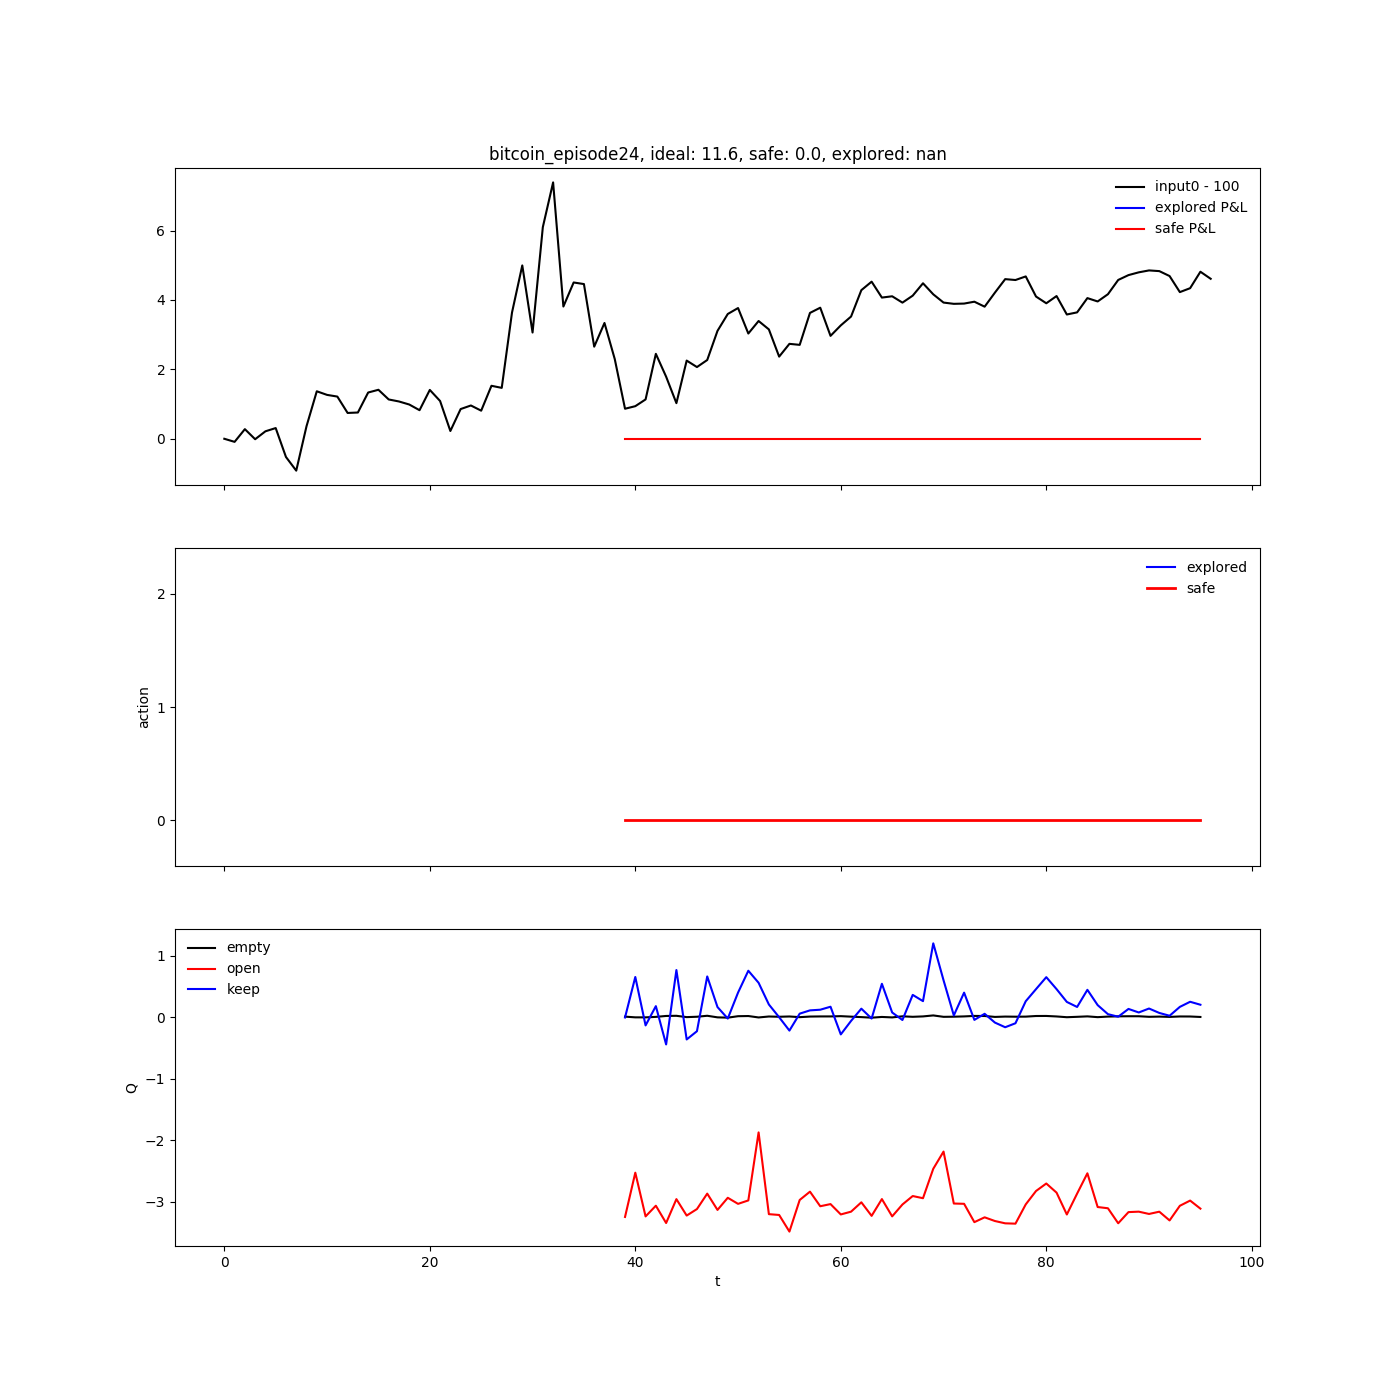 bitcoin_episode24, ideal: 11.6, safe: 0.0, explored: nan
input0 - 100
explored P&L
safe P&L
6
4
2
0
explored
safe
2
1
0
action
empty
open
keep
1
0
−1
−2
−3
Q
0 20 40 60 80 100
t